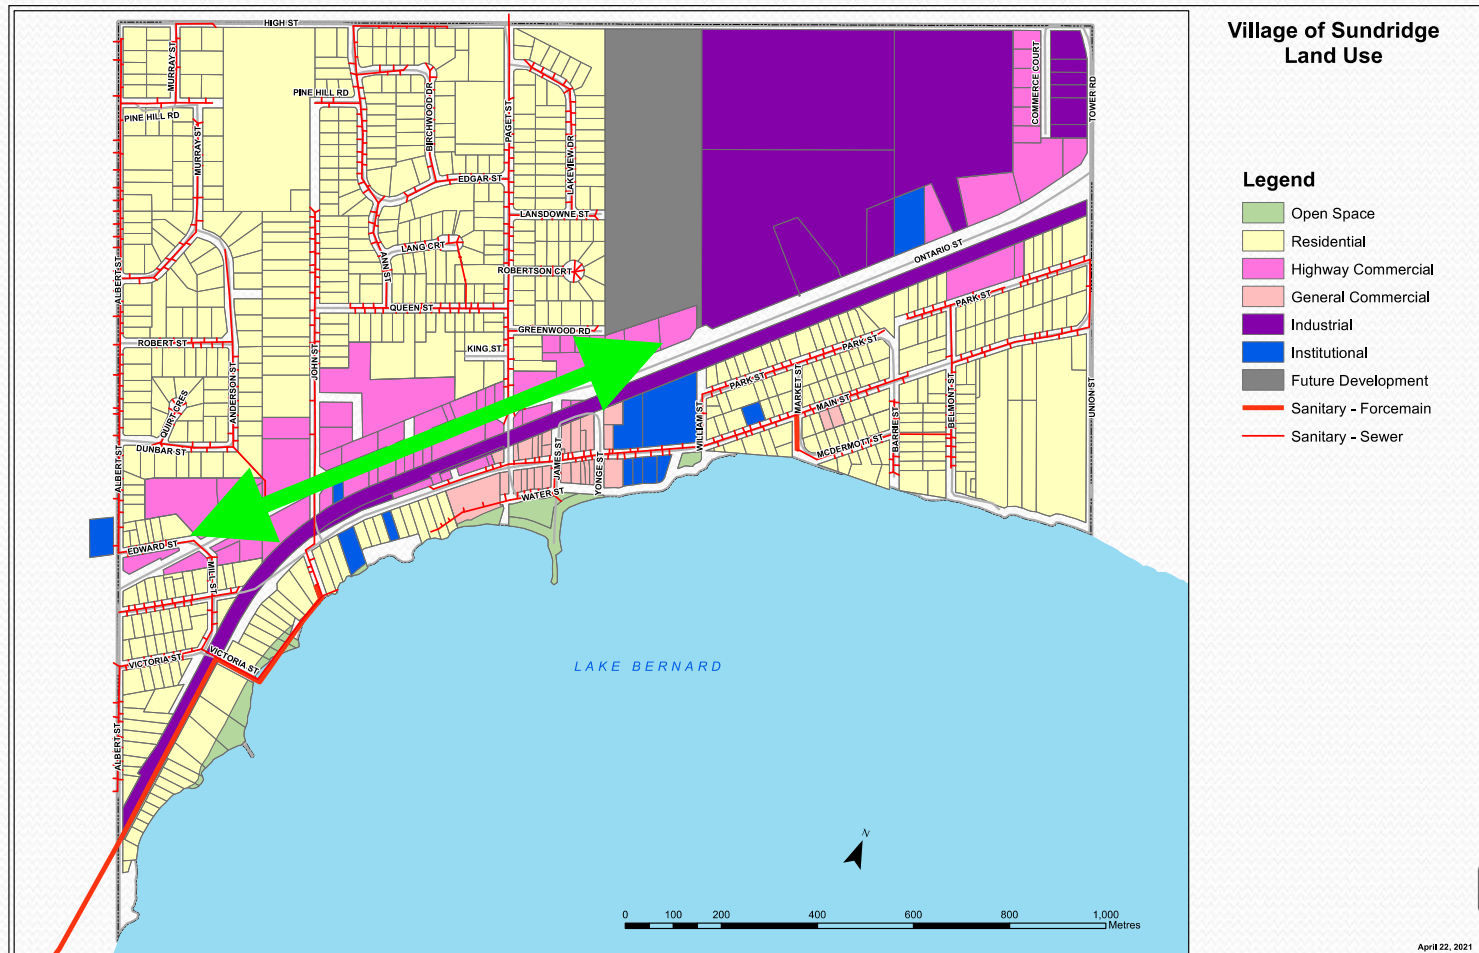 Village of Sundridge
Land Use
Legend
Open Space
Residential
Highway Commercial
General Commercial
Industrial
Institutional
Future Development
Sanitary - Forcemain
Sanitary - Sewer
HIGH ST
MURRAY ST
PINE HILL RD
PINE HILL RD
MURRAY ST
BIRCHWOOD DR
PAGET ST
LAKEVIEW DR
COMMERCE COURT
TOWER RD
EDGAR ST
LANSDOWNE ST
LANG CRT
ANN ST
ROBERTSON CRT
ONTARIO ST
ALBERT ST
QUEEN ST
PARK ST
GREENWOOD RD
ROBERT ST
KING ST.
JOHN ST
PARK ST
ANDERSON ST
QUIRT CRES
PARK ST
MARKET ST
MAIN ST
BELMONT ST
UNION ST
WILLIAM ST
BARRIE ST
MCDERMOTT ST
DUNBAR ST
ALBERT ST
JAMES ST
YONGE ST
WATER ST
EDWARD ST
MILL ST
VICTORIA ST
VICTORIA ST
ALBERT ST
LAKE BERNARD
N
0 100 200 400 600 800 1,000
Metres
April 22, 2021